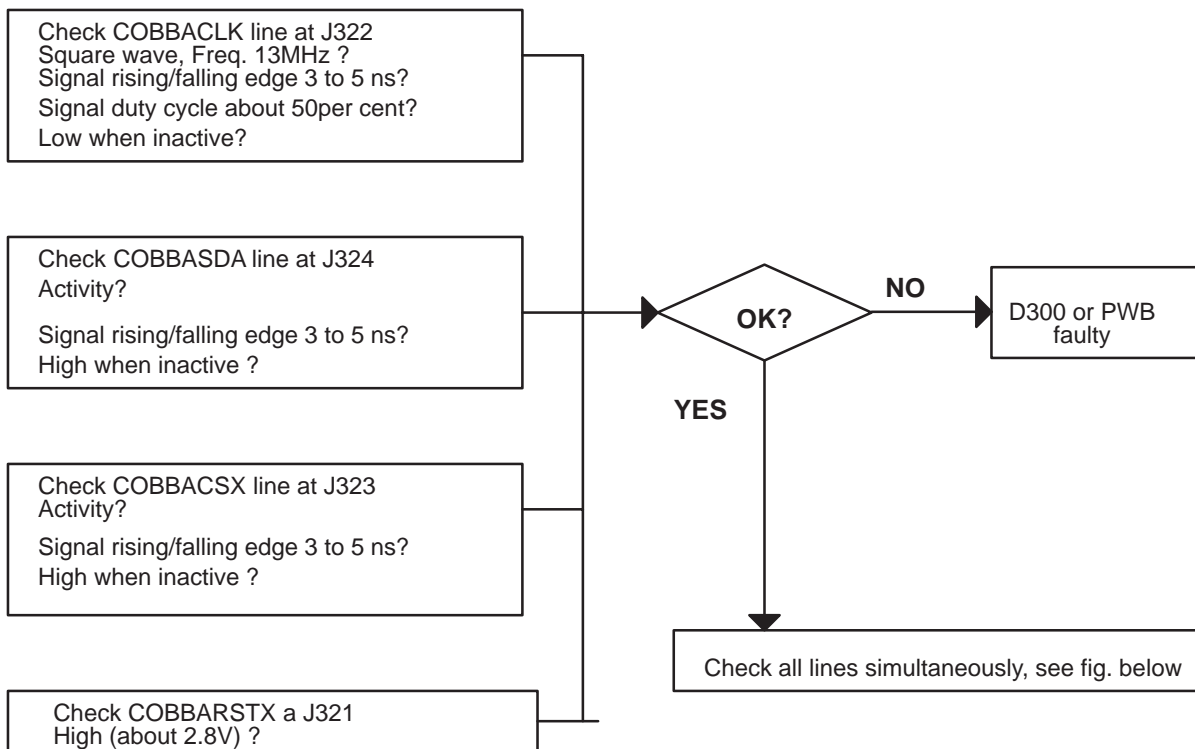 Check COBBACLK line at J322
Square wave, Freq. 13MHz ?
Signal rising/falling edge 3 to 5 ns?
Signal duty cycle about 50per cent?
Low when inactive?
Check COBBASDA line at J324
Activity?
Signal rising/falling edge 3 to 5 ns?
High when inactive ?
OK?
NO
D300 or PWB
faulty
YES
Check COBBACSX line at J323
Activity?
Signal rising/falling edge 3 to 5 ns?
High when inactive ?
Check all lines simultaneously, see fig. below
Check COBBARSTX a J321
High (about 2.8V) ?